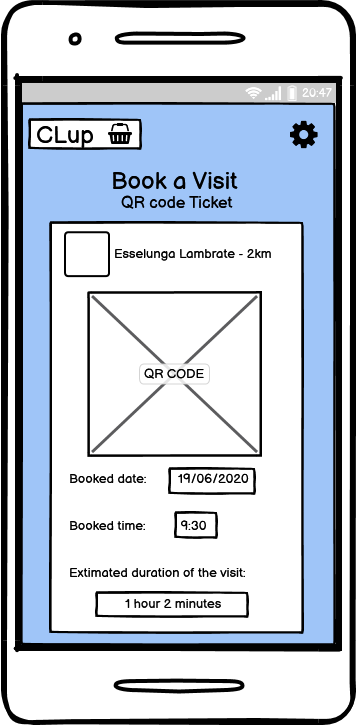 20:47
CLup
Book a Visit
QR code Ticket
Esselunga Lambrate - 2km
QR CODE
Booked date: 19/06/2020
Booked time: 9:30
Extimated duration of the visit:
1 hour 2 minutes